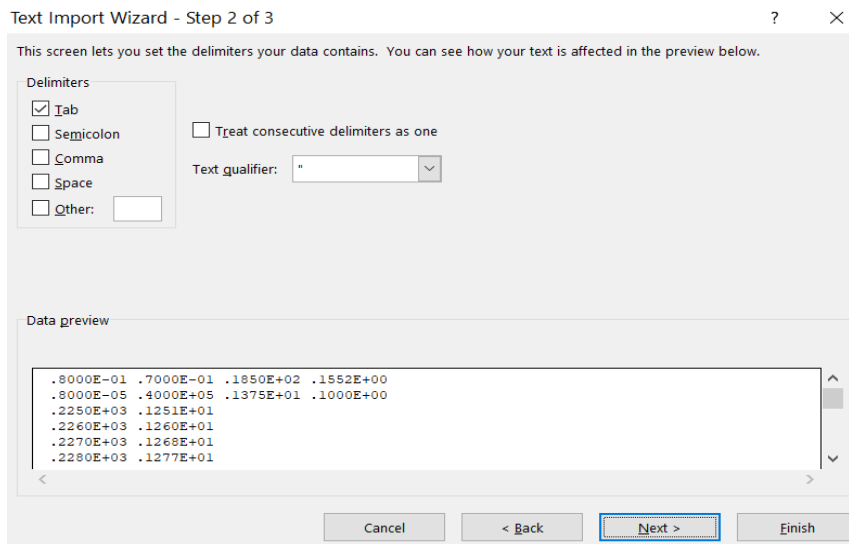 Text Import Wizard - Step 2 of 3 ?
This screen lets you set the delimiters your data contains. You can see how your text is affected in the preview below.
Delimiters
Tab
Semicolon
Comma
Space
Other:
Treat consecutive delimiters as one
Text qualifier: "
Data preview
.8000E-01 .7000E-01 .1850E+02 .1552E+00
.8000E-05 .4000E+05 .1375E+01 .1000E+00
.2250E+03 .1251E+01
.2260E+03 .1260E+01
.2270E+03 .1268E+01
.2280E+03 .1277E+01
Cancel < Back Next > Finish